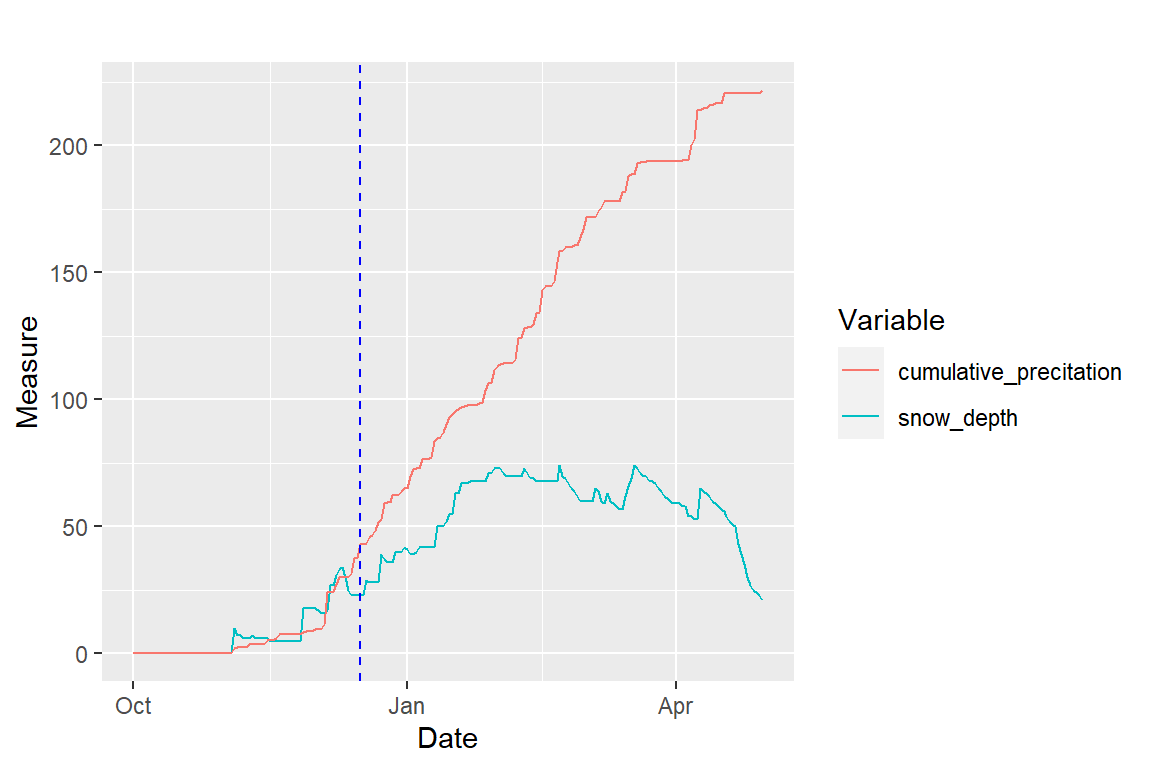 200
150
100
50
0
Measure
Oct
Jan
Apr
Date
Variable
cumulative_precitation
snow_depth